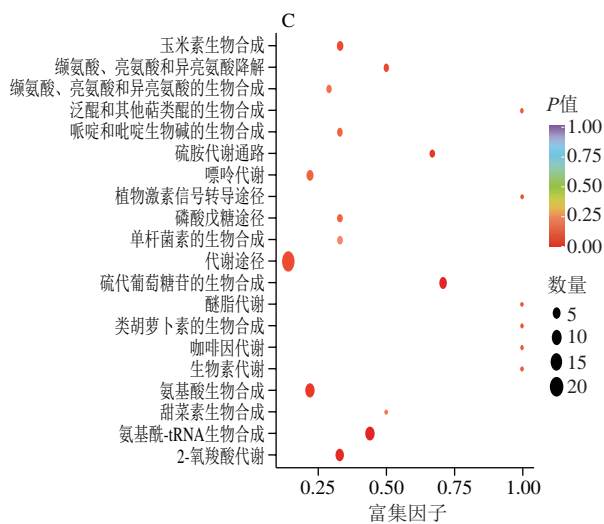 C
玉米素生物合成
缬氨酸、亮氨酸和异亮氨酸降解
缬氨酸、亮氨酸和异亮氨酸的生物合成
泛醌和其他萜类醌的生物合成
哌啶和吡啶生物碱的生物合成
硫胺代谢通路
嘌呤代谢
植物激素信号转导途径
磷酸戊糖途径
单杆菌素的生物合成
代谢途径
硫代葡萄糖苷的生物合成
醚脂代谢
类胡萝卜素的生物合成
咖啡因代谢
生物素代谢
氨基酸生物合成
甜菜素生物合成
氨基酰-tRNA生物合成
2-氧羧酸代谢
0.25 0.50 0.75 1.00
富集因子
P值
1.00
0.75
0.50
0.25
0.00
数量
5
10
15
20